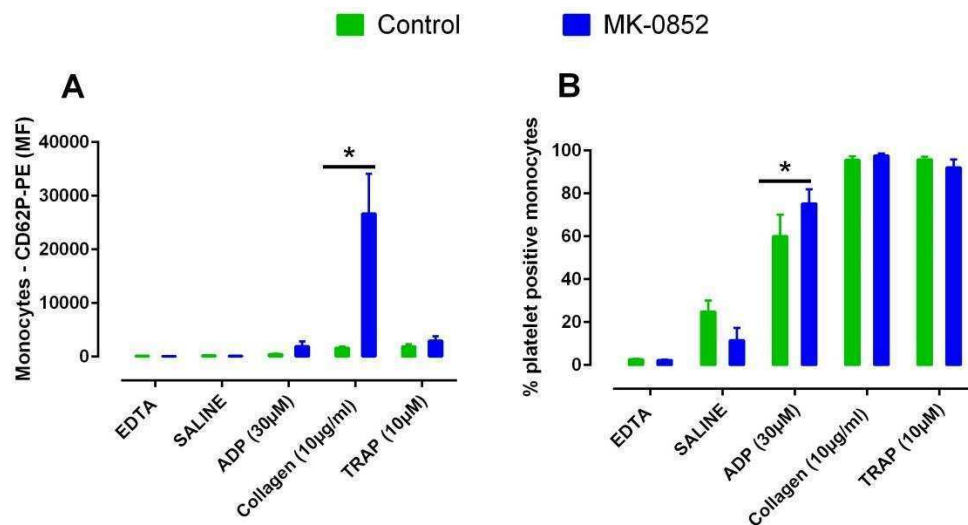 Control MK-0852
A B
Monocytes - CD62P-PE (MF)
40000
30000
20000
10000
0
*
EDTA
SALINE
ADP (30µM)
Collagen (10µg/ml)
TRAP (10µM)
% platelet positive monocytes
100
80
60
40
20
0
*
EDTA
SALINE
ADP (30µM)
Collagen (10µg/ml)
TRAP (10µM)